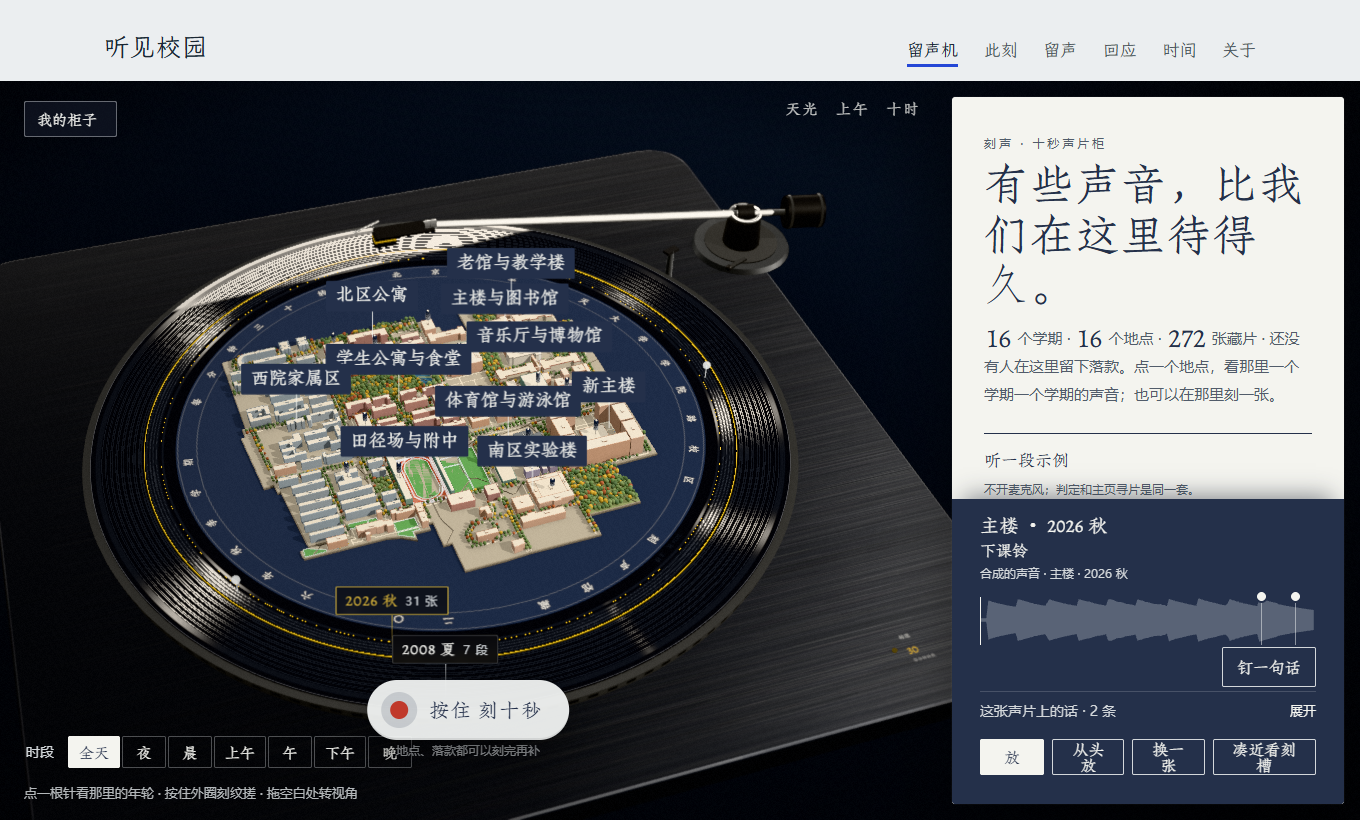 听见校园
留声机 此刻 留声 回应 时间 关于
我的柜子
天光 上午 十时
老馆与教学楼
北区公寓
主楼与图书馆
音乐厅与博物馆
学生公寓与食堂
西院家属区
新主楼
体育馆与游泳馆
田径场与附中
南区实验楼
2026 秋 31 张
2008 夏 7 段
按住 刻十秒
地点、落款都可以刻完再补
时段 全天 夜 晨 上午 午 下午 晚
点一根针看那里的年轮 · 按住外圈刻纹搓 · 拖空白处转视角
刻声 · 十秒声片柜
有些声音，比我
们在这里待得
久。
16 个学期 · 16 个地点 · 272 张藏片 · 还没
有人在这里留下落款。点一个地点，看那里一个
学期一个学期的声音；也可以在那里刻一张。
听一段示例
不开麦克风；判定和主页寻片是同一套。
主楼 · 2026 秋
下课铃
合成的声音 · 主楼 · 2026 秋
钉一句话
这张声片上的话 · 2 条 展开
放
从头
放
换一
张
凑近看刻
槽